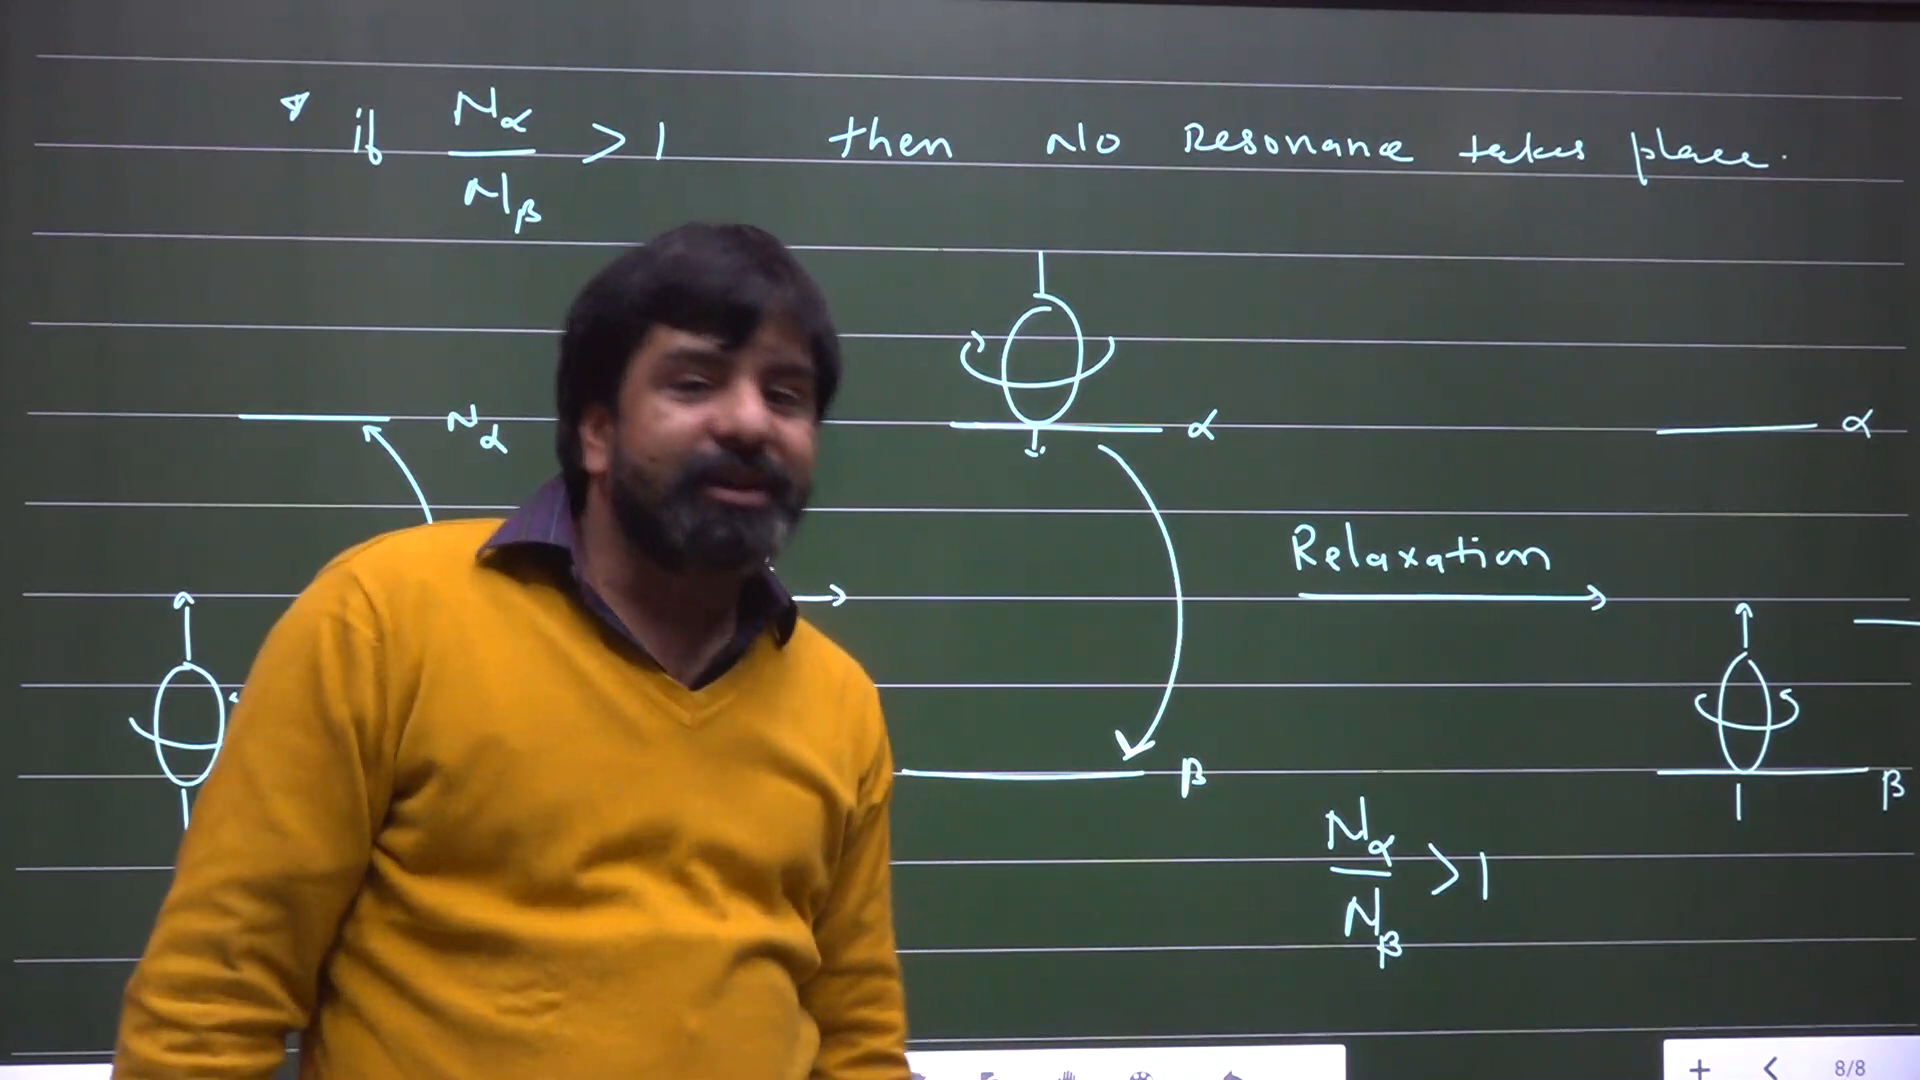 if Nα/Nβ > 1 then No Resonance takes place.
Nα
α
α
Relaxation
β
β
Nα/Nβ > 1
8/8